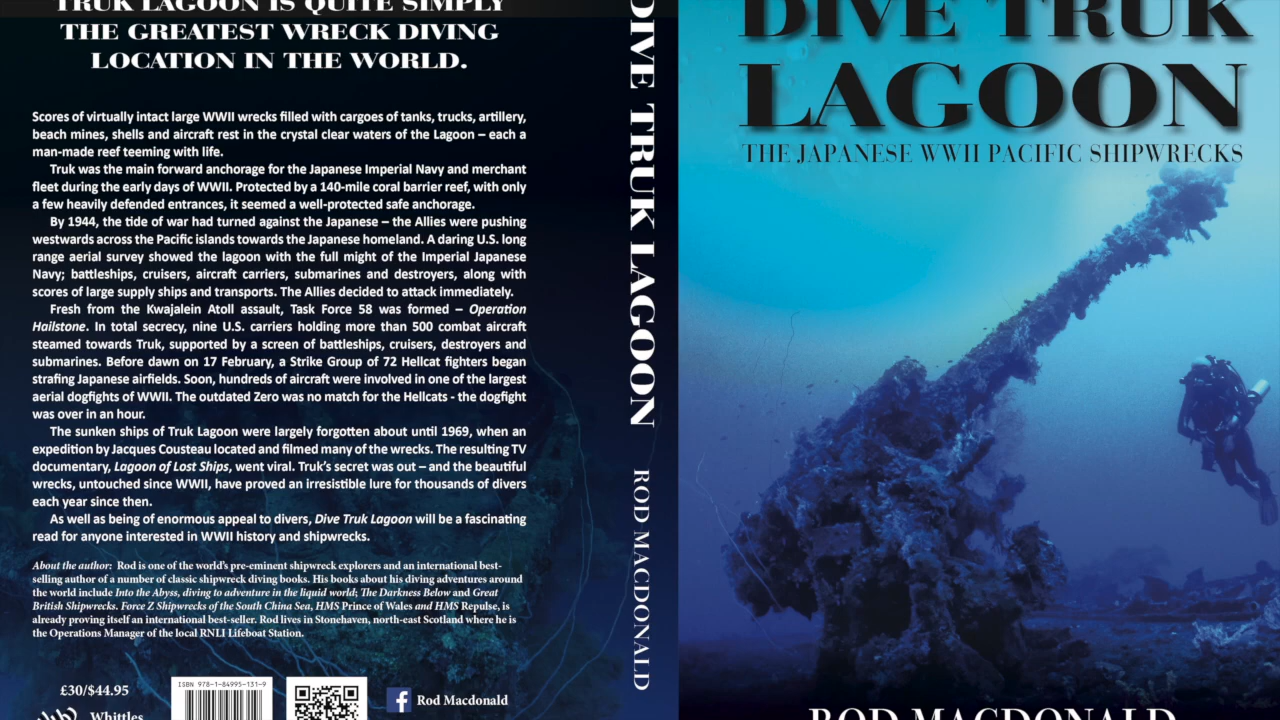 TRUK LAGOON IS QUITE SIMPLY
THE GREATEST WRECK DIVING
LOCATION IN THE WORLD.
Scores of virtually intact large WWII wrecks filled with cargoes of tanks, trucks, artillery,
beach mines, shells and aircraft rest in the crystal clear waters of the Lagoon – each a
man-made reef teeming with life.
Truk was the main forward anchorage for the Japanese Imperial Navy and merchant
fleet during the early days of WWII. Protected by a 140-mile coral barrier reef, with only
a few heavily defended entrances, it seemed a well-protected safe anchorage.
By 1944, the tide of war had turned against the Japanese – the Allies were pushing
westwards across the Pacific islands towards the Japanese homeland. A daring U.S. long
range aerial survey showed the lagoon with the full might of the Imperial Japanese
Navy; battleships, cruisers, aircraft carriers, submarines and destroyers, along with
scores of large supply ships and transports. The Allies decided to attack immediately.
Fresh from the Kwajalein Atoll assault, Task Force 58 was formed – Operation
Hailstone. In total secrecy, nine U.S. carriers holding more than 500 combat aircraft
steamed towards Truk, supported by a screen of battleships, cruisers, destroyers and
submarines. Before dawn on 17 February, a Strike Group of 72 Hellcat fighters began
strafing Japanese airfields. Soon, hundreds of aircraft were involved in one of the largest
aerial dogfights of WWII. The outdated Zero was no match for the Hellcats - the dogfight
was over in an hour.
The sunken ships of Truk Lagoon were largely forgotten about until 1969, when an
expedition by Jacques Cousteau located and filmed many of the wrecks. The resulting TV
documentary, Lagoon of Lost Ships, went viral. Truk's secret was out – and the beautiful
wrecks, untouched since WWII, have proved an irresistible lure for thousands of divers
each year since then.
As well as being of enormous appeal to divers, Dive Truk Lagoon will be a fascinating
read for anyone interested in WWII history and shipwrecks.
About the author: Rod is one of the world's pre-eminent shipwreck explorers and an international best-
selling author of a number of classic shipwreck diving books. His books about his diving adventures around
the world include Into the Abyss, diving to adventure in the liquid world; The Darkness Below and Great
British Shipwrecks. Force Z Shipwrecks of the South China Sea, HMS Prince of Wales and HMS Repulse, is
already proving itself an international best-seller. Rod lives in Stonehaven, north-east Scotland where he is
the Operations Manager of the local RNLI Lifeboat Station.
£30/$44.95
Whittles
ISBN 978-1-84995-131-9
Rod Macdonald
DIVE TRUK LAGOON
ROD MACDONALD
DIVE TRUK
LAGOON
THE JAPANESE WWII PACIFIC SHIPWRECKS
ROD MACDONALD